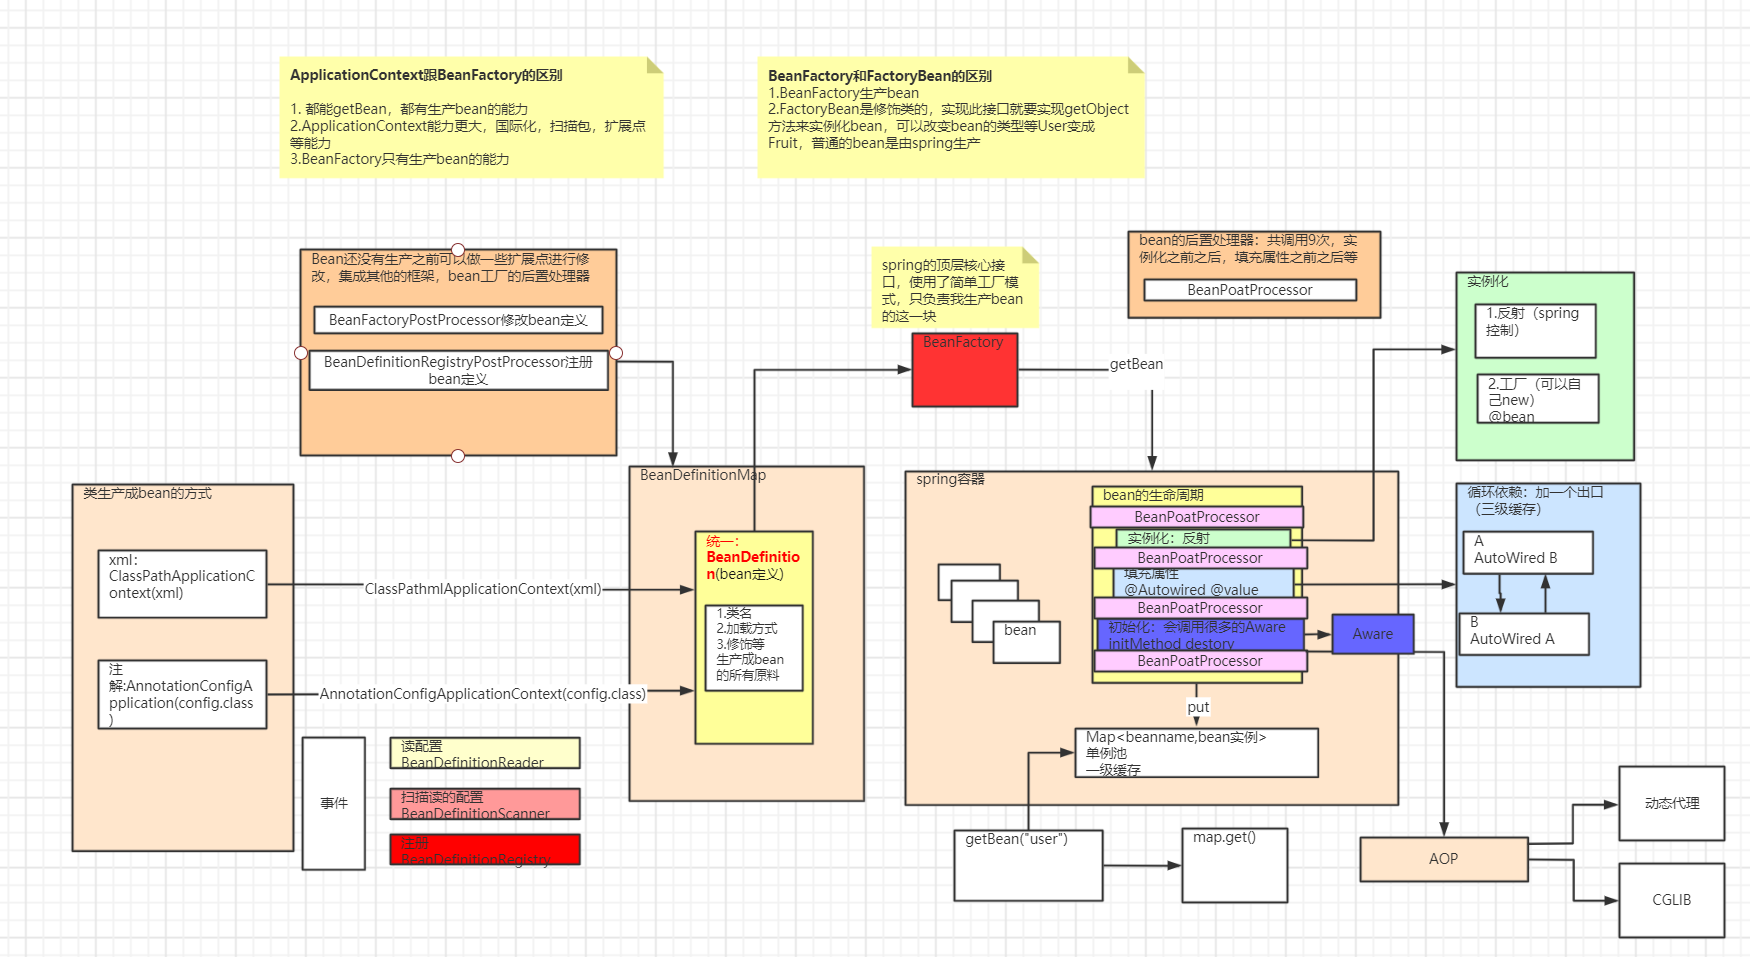 ApplicationContext跟BeanFactory的区别
1. 都能getBean，都有生产bean的能力
2.ApplicationContext能力更大，国际化，扫描包，扩展点
等能力
3.BeanFactory只有生产bean的能力
BeanFactory和FactoryBean的区别
1.BeanFactory生产bean
2.FactoryBean是修饰类的，实现此接口就要实现getObject
方法来实例化bean，可以改变bean的类型等User变成
Fruit，普通的bean是由spring生产
Bean还没有生产之前可以做一些扩展点进行修
改，集成其他的框架，bean工厂的后置处理器
BeanFactoryPostProcessor修改bean定义
BeanDefinitionRegistryPostProcessor注册
bean定义
spring的顶层核心接
口，使用了简单工厂模
式，只负责我生产bean
的这一块
BeanFactory
getBean
bean的后置处理器：共调用9次，实
例化之前之后，填充属性之前之后等
BeanPoatProcessor
实例化
1.反射（spring
控制）
2.工厂（可以自
己new）
@bean
类生产成bean的方式
xml：
ClassPathApplicationC
ontext(xml)
ClassPathmlApplicationContext(xml)
注
解:AnnotationConfigA
pplication(config.class
)
AnnotationConfigApplicationContext(config.class)
BeanDefinitionMap
统一：
BeanDefinitio
n(bean定义)
1.类名
2.加载方式
3.修饰等
生产成bean
的所有原料
事件
读配置
BeanDefinitionReader
扫描读的配置
BeanDefinitionScanner
注册
BeanDefinitionRegistry
spring容器
bean的生命周期
BeanPoatProcessor
实例化：反射
BeanPoatProcessor
填充属性
@Autowired @value
BeanPoatProcessor
初始化：会调用很多的Aware
initMethod destory
BeanPoatProcessor
bean
Aware
put
Map<beanname,bean实例>
单例池
一级缓存
循环依赖：加一个出口
（三级缓存）
A
AutoWired B
B
AutoWired A
getBean("user")
map.get()
AOP
动态代理
CGLIB